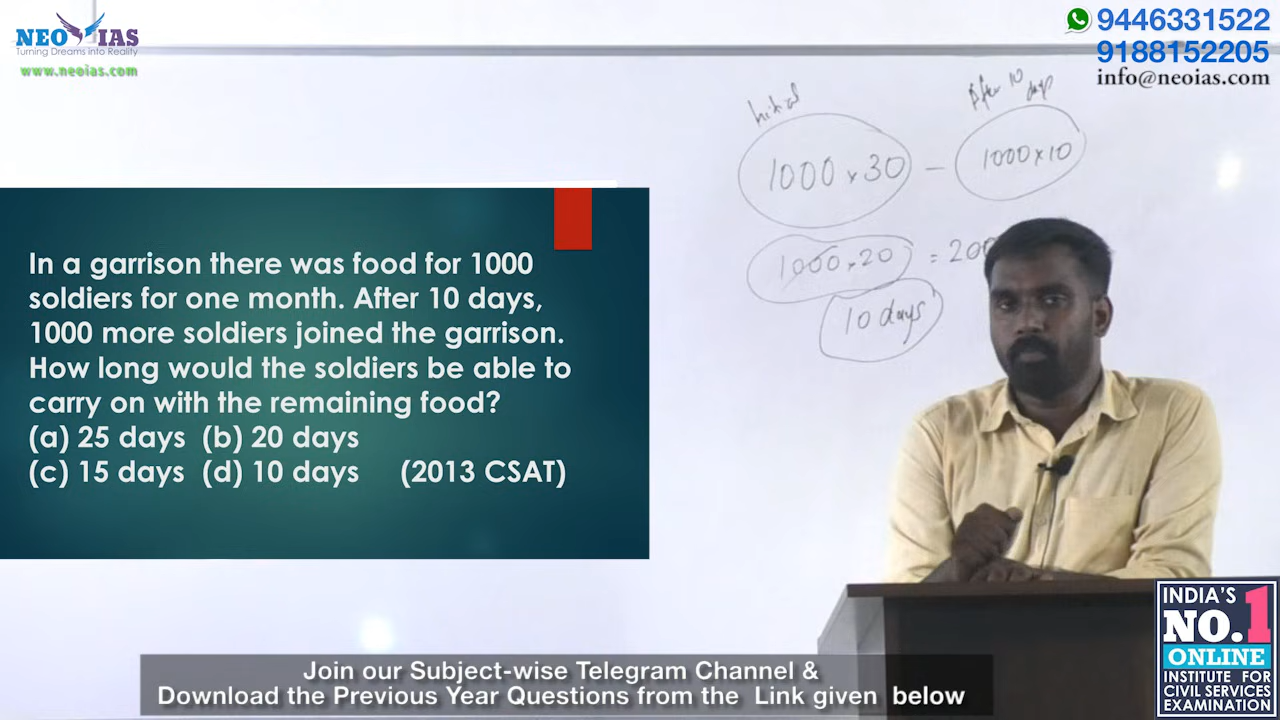 NEO IAS
Turning Dreams into Reality
www.neoias.com
9446331522
9188152205
info@neoias.com
Initial
After 10
days
1000 x 30 - 1000 x 10
1000 x 20 = 200
10 days
In a garrison there was food for 1000
soldiers for one month. After 10 days,
1000 more soldiers joined the garrison.
How long would the soldiers be able to
carry on with the remaining food?
(a) 25 days (b) 20 days
(c) 15 days (d) 10 days (2013 CSAT)
INDIA'S
NO.1
ONLINE
INSTITUTE FOR
CIVIL SERVICES
EXAMINATION
Join our Subject-wise Telegram Channel &
Download the Previous Year Questions from the Link given below